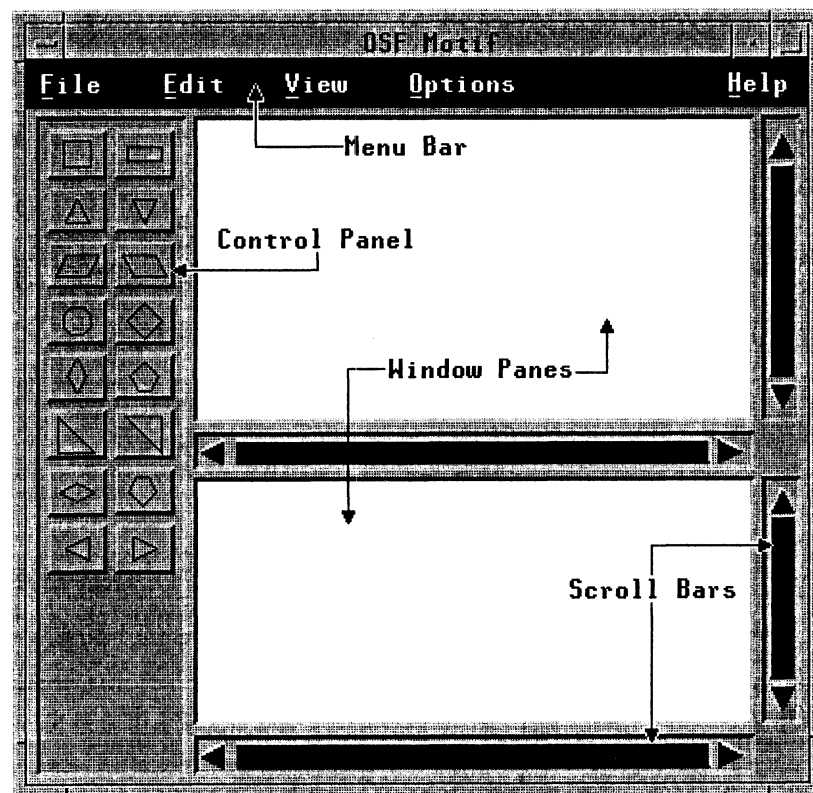 OSF Motif
File Edit View Options Help
Menu Bar
Control Panel
Window Panes
Scroll Bars